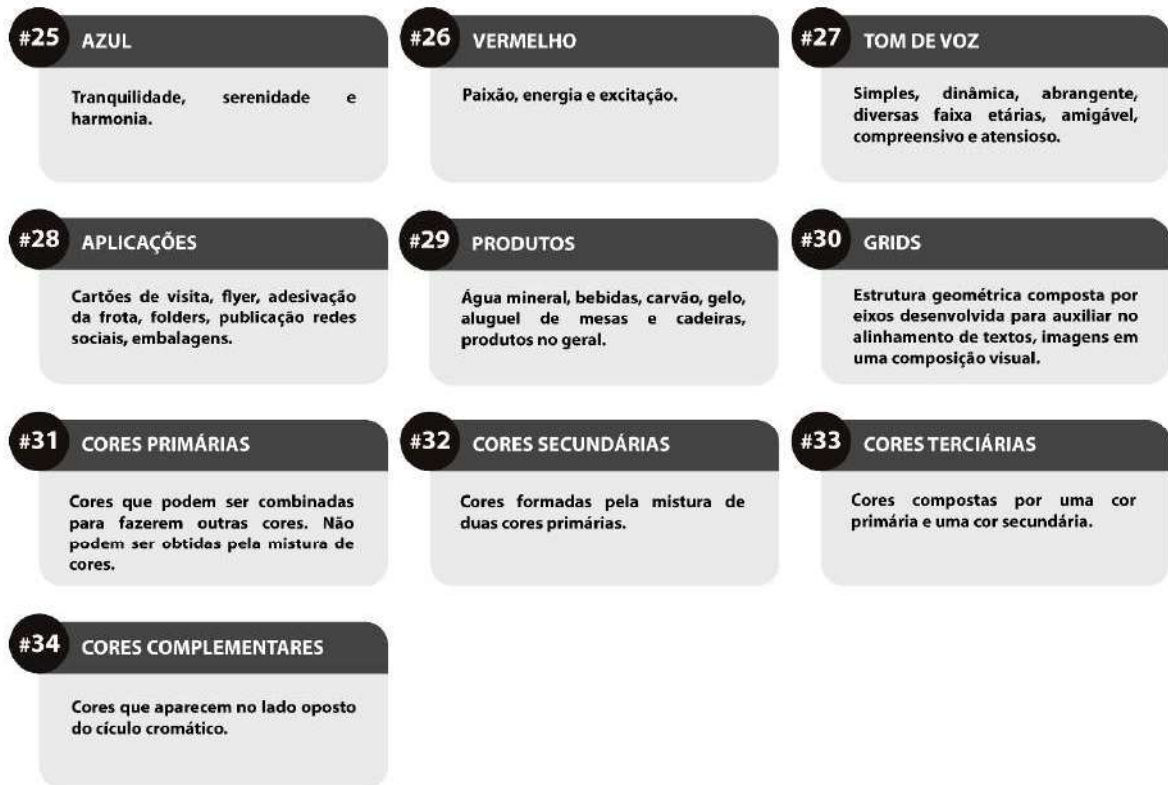 #25 AZUL
Tranquilidade, serenidade e
harmonia.
#26 VERMELHO
Paixão, energia e excitação.
#27 TOM DE VOZ
Simples, dinâmica, abrangente,
diversas faixa etárias, amigável,
compreensivo e atensioso.
#28 APLICAÇÕES
Cartões de visita, flyer, adesivação
da frota, folders, publicação redes
sociais, embalagens.
#29 PRODUTOS
Água mineral, bebidas, carvão, gelo,
aluguel de mesas e cadeiras,
produtos no geral.
#30 GRIDS
Estrutura geométrica composta por
eixos desenvolvida para auxiliar no
alinhamento de textos, imagens em
uma composição visual.
#31 CORES PRIMÁRIAS
Cores que podem ser combinadas
para fazerem outras cores. Não
podem ser obtidas pela mistura de
cores.
#32 CORES SECUNDÁRIAS
Cores formadas pela mistura de
duas cores primárias.
#33 CORES TERCIÁRIAS
Cores compostas por uma cor
primária e uma cor secundária.
#34 CORES COMPLEMENTARES
Cores que aparecem no lado oposto
do cículo cromático.